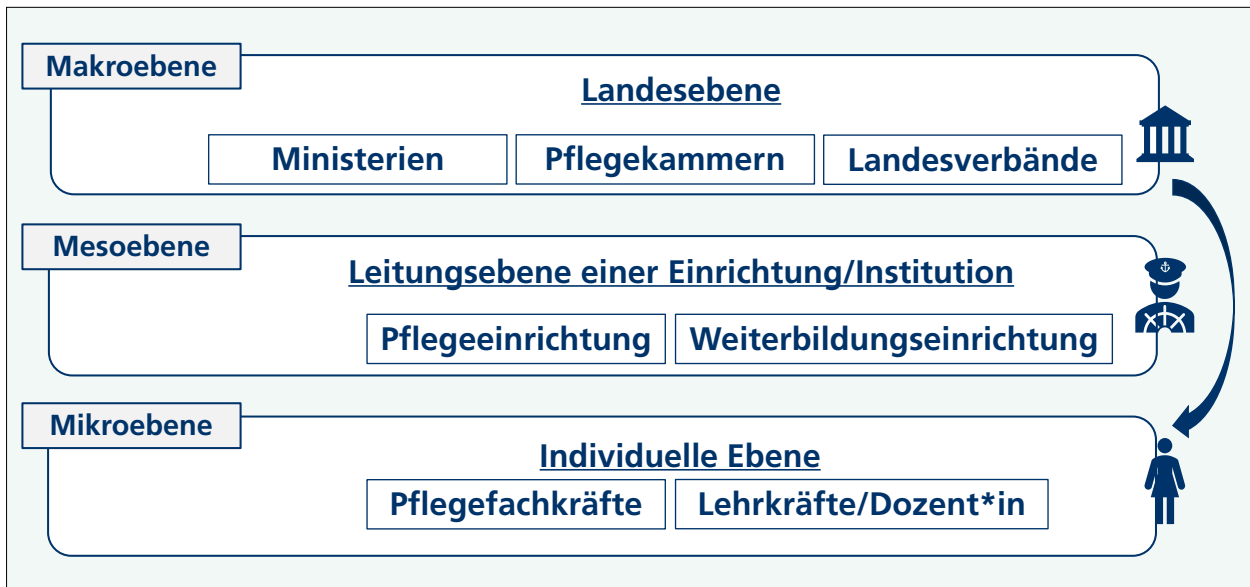 Makroebene
Landesebene
Ministerien
Pflegekammern
Landesverbände
Mesoebene
Leitungsebene einer Einrichtung/Institution
Pflegeeinrichtung
Weiterbildungseinrichtung
Mikroebene
Individuelle Ebene
Pflegefachkräfte
Lehrkräfte/Dozent*in